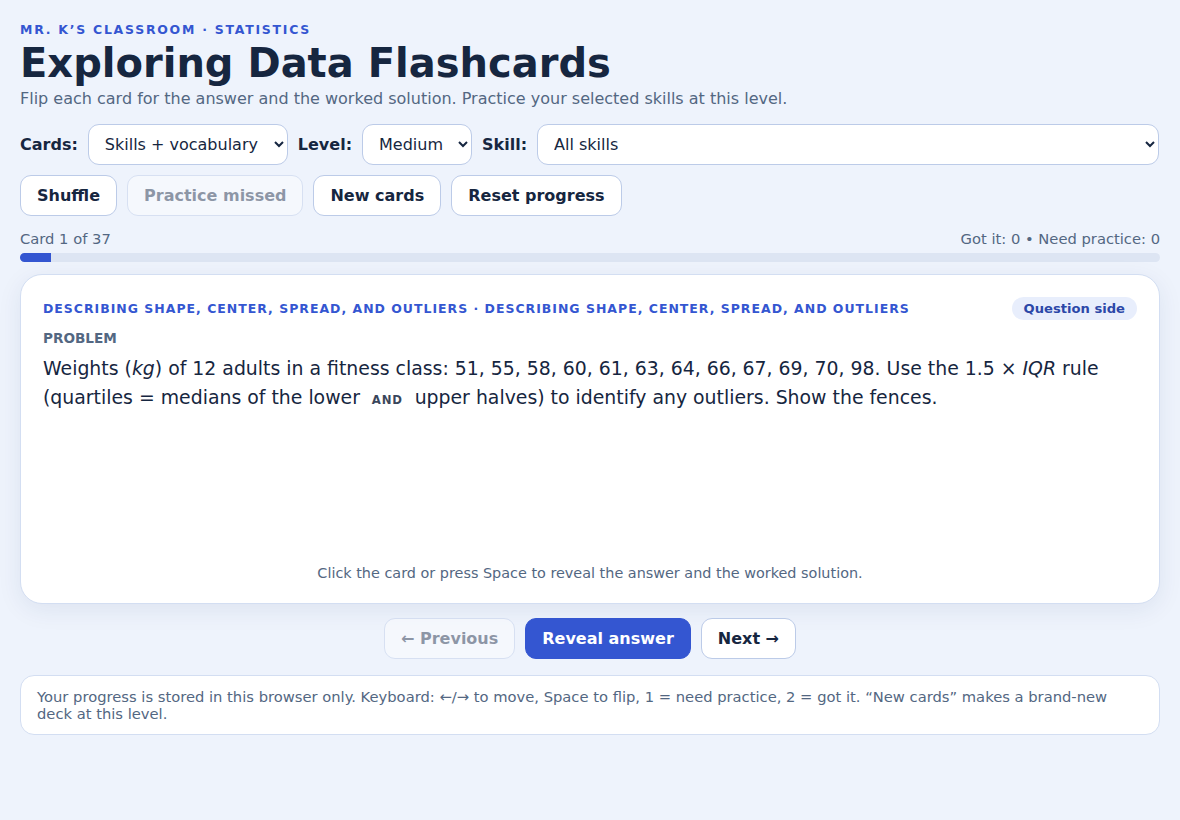 MR. K’S CLASSROOM · STATISTICS
Exploring Data Flashcards
Flip each card for the answer and the worked solution. Practice your selected skills at this level.
Cards: Skills + vocabulary Level: Medium Skill: All skills
Shuffle Practice missed New cards Reset progress
Card 1 of 37 Got it: 0 • Need practice: 0
DESCRIBING SHAPE, CENTER, SPREAD, AND OUTLIERS · DESCRIBING SHAPE, CENTER, SPREAD, AND OUTLIERS Question side
PROBLEM
Weights (kg) of 12 adults in a fitness class: 51, 55, 58, 60, 61, 63, 64, 66, 67, 69, 70, 98. Use the 1.5 × IQR rule
(quartiles = medians of the lower AND upper halves) to identify any outliers. Show the fences.
Click the card or press Space to reveal the answer and the worked solution.
← Previous Reveal answer Next →
Your progress is stored in this browser only. Keyboard: ←/→ to move, Space to flip, 1 = need practice, 2 = got it. “New cards” makes a brand-new
deck at this level.